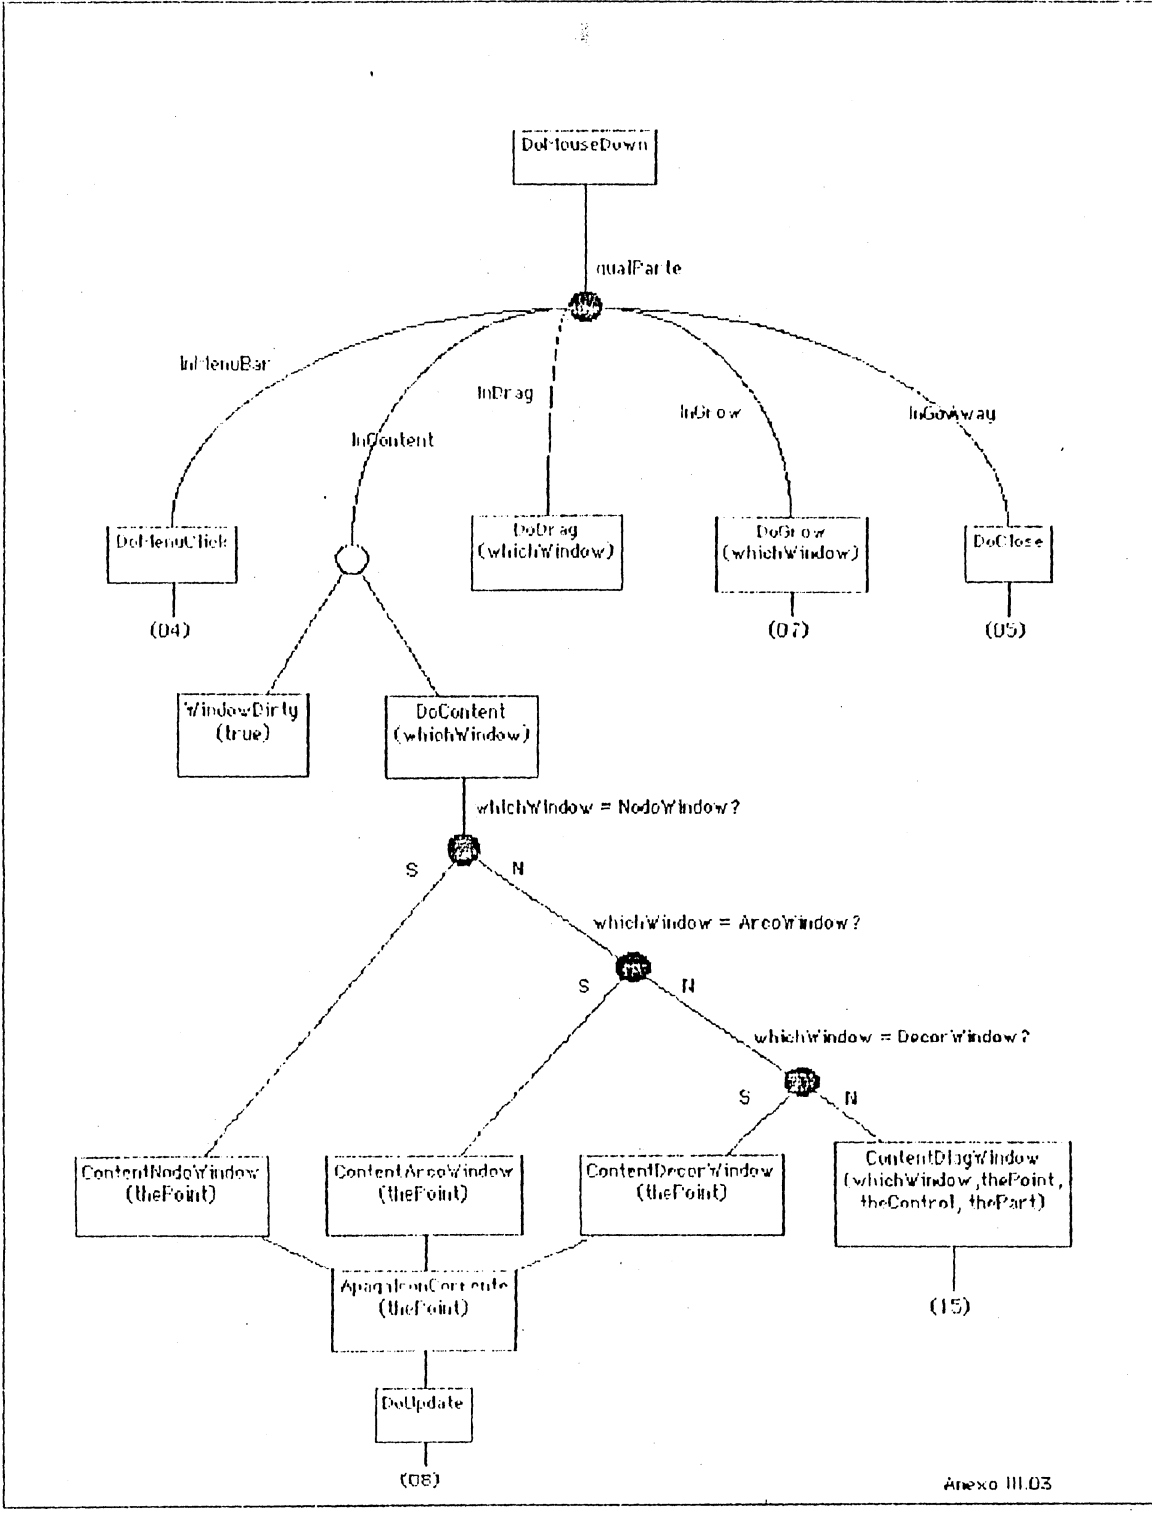 DoMouseDown
qualParte
InMenuBar
InDrag
InGrow
InGoAway
InContent
DoMenuClick
DoDrag
(whichWindow)
DoGrow
(whichWindow)
DoClose
(04)
(07)
(05)
WindowDirty
(true)
DoContent
(whichWindow)
whichWindow = NodoWindow?
S
N
whichWindow = ArcoWindow?
S
N
whichWindow = DecorWindow?
S
N
ContentNodoWindow
(thePoint)
ContentArcoWindow
(thePoint)
ContentDecorWindow
(thePoint)
ContentDiagWindow
(whichWindow,thePoint,
theControl, thePart)
ApagaIconCorrente
(thePoint)
(15)
DoUpdate
(08)
Anexo III.03